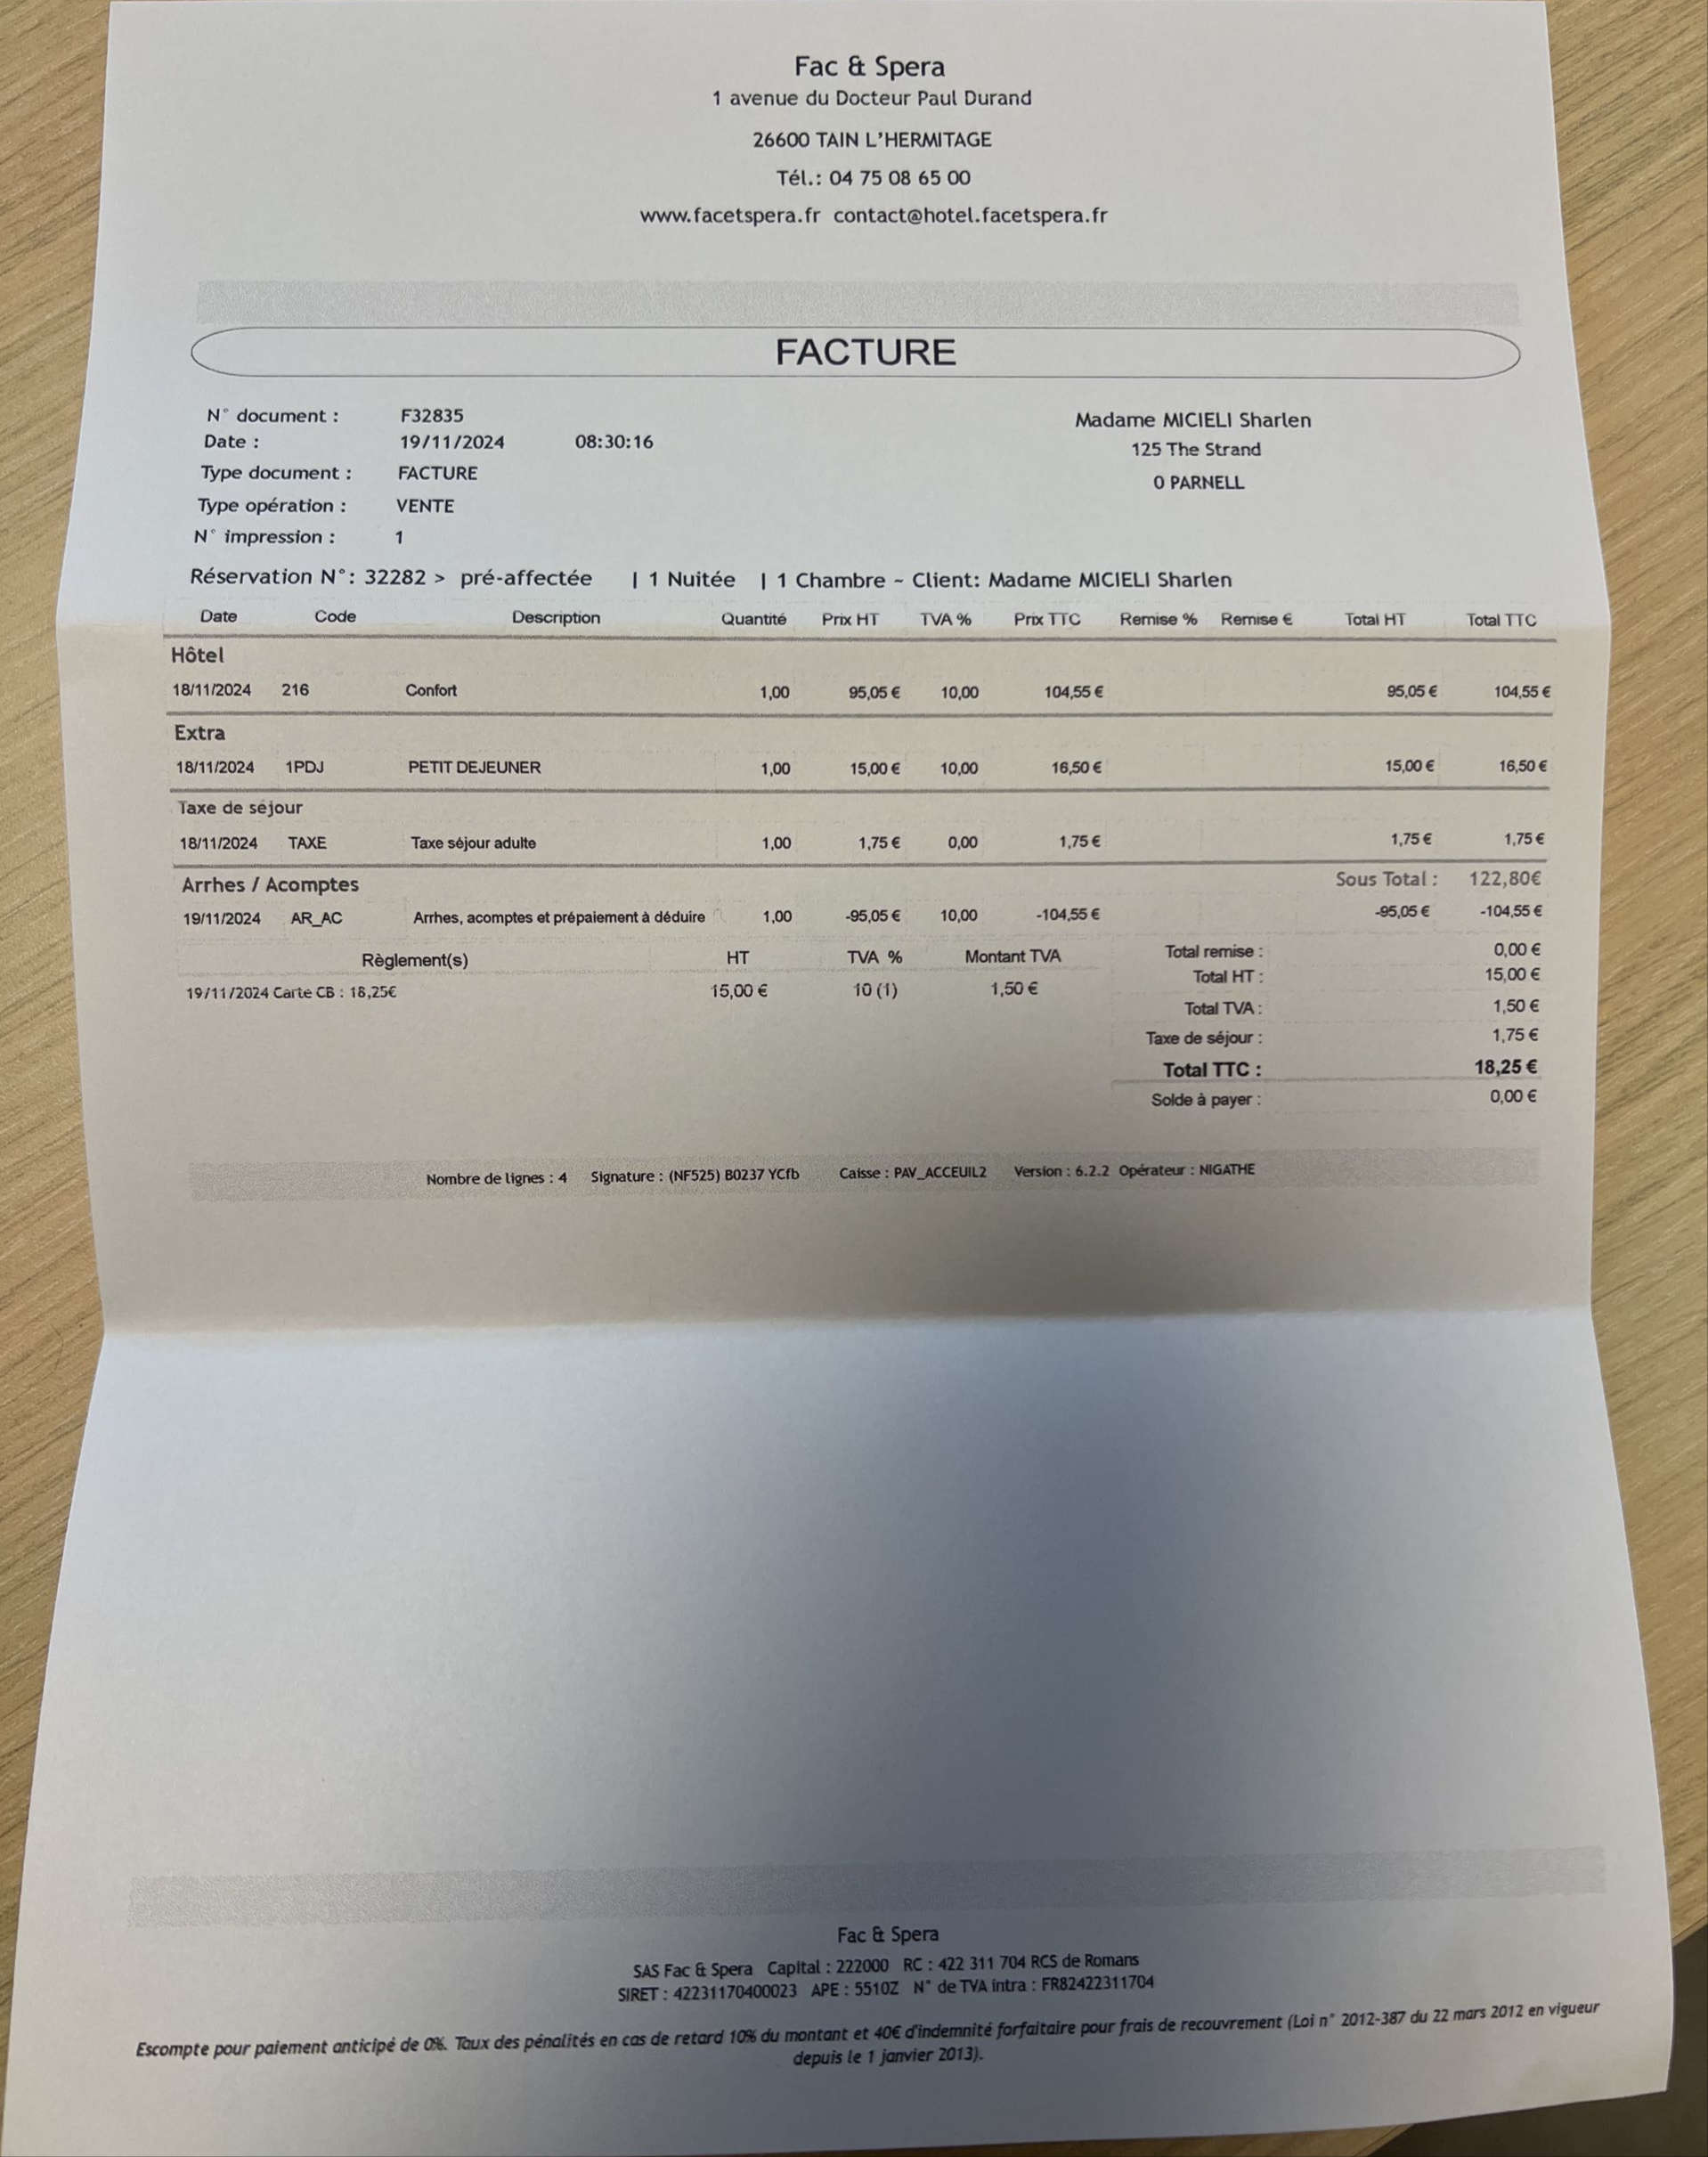 Fac & Spera
1 avenue du Docteur Paul Durand
26600 TAIN L'HERMITAGE
Tél.: 04 75 08 65 00
www.facetspera.fr contact@hotel.facetspera.fr
FACTURE
N° document : F32835
Date : 19/11/2024 08:30:16
Type document : FACTURE
Type opération : VENTE
N° impression : 1
Madame MICIELI Sharlen
125 The Strand
0 PARNELL
Réservation N°: 32282 > pré-affectée | 1 Nuitée | 1 Chambre ~ Client: Madame MICIELI Sharlen
Date Code Description Quantité Prix HT TVA % Prix TTC Remise % Remise € Total HT Total TTC
Hôtel
18/11/2024 216 Confort 1,00 95,05 € 10,00 104,55 € 95,05 € 104,55 €
Extra
18/11/2024 1PDJ PETIT DEJEUNER 1,00 15,00 € 10,00 16,50 € 15,00 € 16,50 €
Taxe de séjour
18/11/2024 TAXE Taxe séjour adulte 1,00 1,75 € 0,00 1,75 € 1,75 € 1,75 €
Arrhes / Acomptes Sous Total : 122,80€
19/11/2024 AR_AC Arrhes, acomptes et prépaiement à déduire 1,00 -95,05 € 10,00 -104,55 € -95,05 € -104,55 €
Règlement(s) HT TVA % Montant TVA
19/11/2024 Carte CB : 18,25€ 15,00 € 10 (1) 1,50 €
Total remise : 0,00 €
Total HT : 15,00 €
Total TVA : 1,50 €
Taxe de séjour : 1,75 €
Total TTC : 18,25 €
Solde à payer : 0,00 €
Nombre de lignes : 4 Signature : (NF525) B0237 YCfb Caisse : PAV_ACCEUIL2 Version : 6.2.2 Opérateur : NIGATHE
Fac & Spera
SAS Fac & Spera Capital : 222000 RC : 422 311 704 RCS de Romans
SIRET : 42231170400023 APE : 5510Z N° de TVA intra : FR82422311704
Escompte pour paiement anticipé de 0%. Taux des pénalités en cas de retard 10% du montant et 40€ d'indemnité forfaitaire pour frais de recouvrement (Loi n° 2012-387 du 22 mars 2012 en vigueur
depuis le 1 janvier 2013).